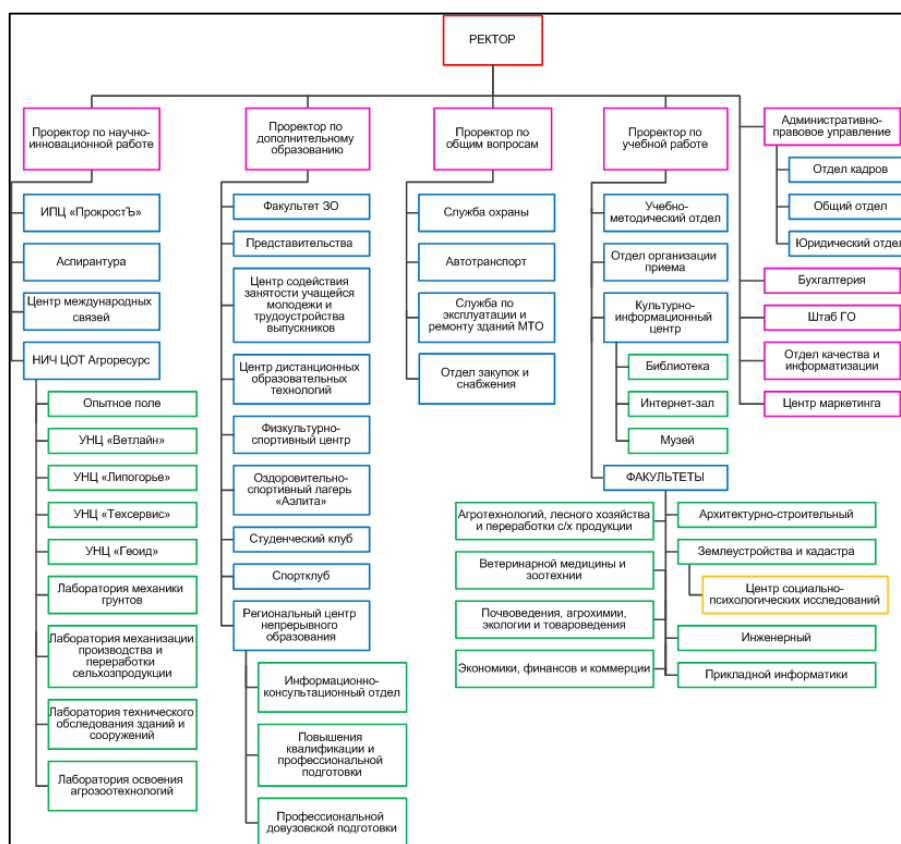 РЕКТОР
Проректор по научно-
инновационной работе
ИПЦ «ПрокростЪ»
Аспирантура
Центр международных
связей
НИЧ ЦОТ Агроресурс
Опытное поле
УНЦ «Ветлайн»
УНЦ «Липогорье»
УНЦ «Техсервис»
УНЦ «Геоид»
Лаборатория механики
грунтов
Лаборатория механизации
производства и
переработки
сельхозпродукции
Лаборатория технического
обследования зданий и
сооружений
Лаборатория освоения
агрозоотехнологий
Проректор по
дополнительному
образованию
Факультет ЗО
Представительства
Центр содействия
занятости учащейся
молодежи и
трудоустройства
выпускников
Центр дистанционных
образовательных
технологий
Физкультурно-
спортивный центр
Оздоровительно-
спортивный лагерь
«Аэлита»
Студенческий клуб
Спортклуб
Региональный центр
непрерывного
образования
Информационно-
консультационный отдел
Повышения
квалификации и
профессиональной
подготовки
Профессиональной
довузовской подготовки
Проректор по
общим вопросам
Служба охраны
Автотранспорт
Служба по
эксплуатации и
ремонту зданий МТО
Отдел закупок и
снабжения
Проректор по
учебной работе
Учебно-
методический отдел
Отдел организации
приема
Культурно-
информационный
центр
Библиотека
Интернет-зал
Музей
ФАКУЛЬТЕТЫ
Агротехнологий, лесного хозяйства
и переработки с/х продукции
Ветеринарной медицины и
зоотехнии
Почвоведения, агрохимии,
экологии и товароведения
Экономики, финансов и коммерции
Архитектурно-строительный
Землеустройства и кадастра
Центр социально-
психологических исследований
Инженерный
Прикладной информатики
Административно-
правовое управление
Отдел кадров
Общий отдел
Юридический отдел
Бухгалтерия
Штаб ГО
Отдел качества и
информатизации
Центр маркетинга